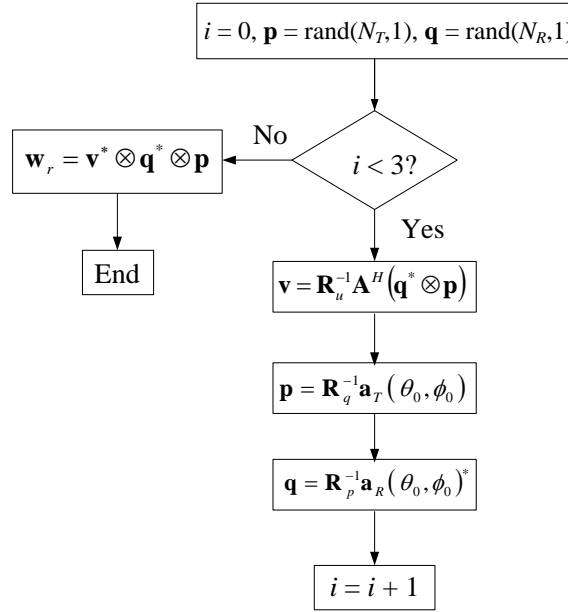 i = 0, p = rand(N_T,1), q = rand(N_R,1)
No
i < 3?
w_r = v* ⊗ q* ⊗ p
Yes
End
v = R_u^{-1} A^H (q* ⊗ p)
p = R_q^{-1} a_T (θ_0, ϕ_0)
q = R_p^{-1} a_R (θ_0, ϕ_0)^*
i = i + 1